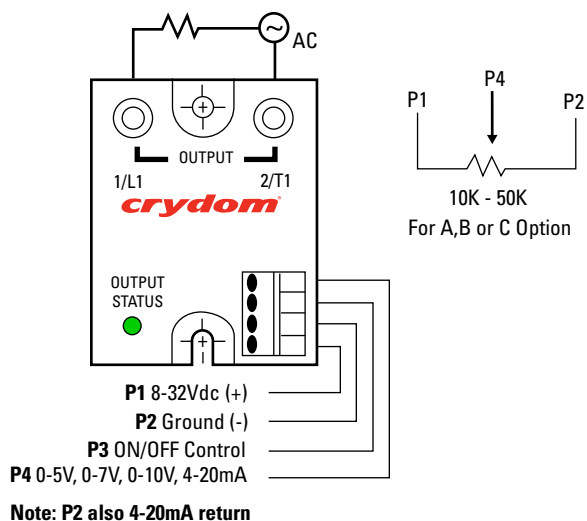 AC
OUTPUT
1/L1 2/T1
crydom
OUTPUT
STATUS
P1 8-32Vdc (+)
P2 Ground (-)
P3 ON/OFF Control
P4 0-5V, 0-7V, 0-10V, 4-20mA
Note: P2 also 4-20mA return
P4
P1 P2
10K - 50K
For A,B or C Option